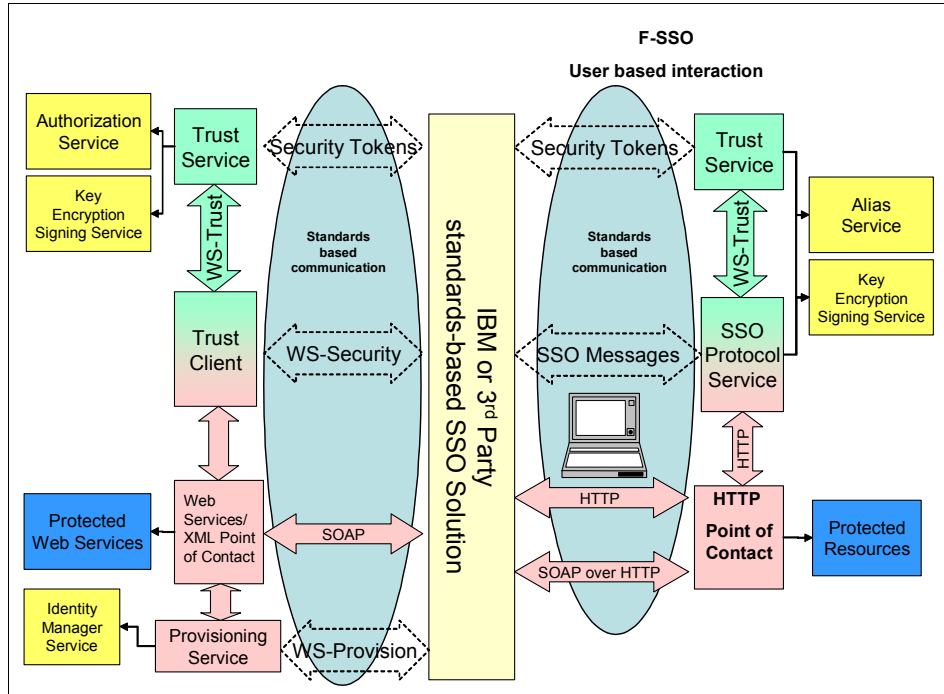 F-SSO
User based interaction
Authorization
Service
Key
Encryption
Signing Service
Trust
Service
WS-Trust
Trust
Client
Security Tokens
Standards
based
communication
WS-Security
Web
Services/
XML Point
of Contact
Protected
Web Services
SOAP
Identity
Manager
Service
Provisioning
Service
WS-Provision
IBM or 3rd Party
standards-based SSO Solution
Security Tokens
Standards
based
communication
SSO Messages
HTTP
SOAP over HTTP
Trust
Service
WS-Trust
SSO
Protocol
Service
HTTP
HTTP
Point of
Contact
Alias
Service
Key
Encryption
Signing Service
Protected
Resources